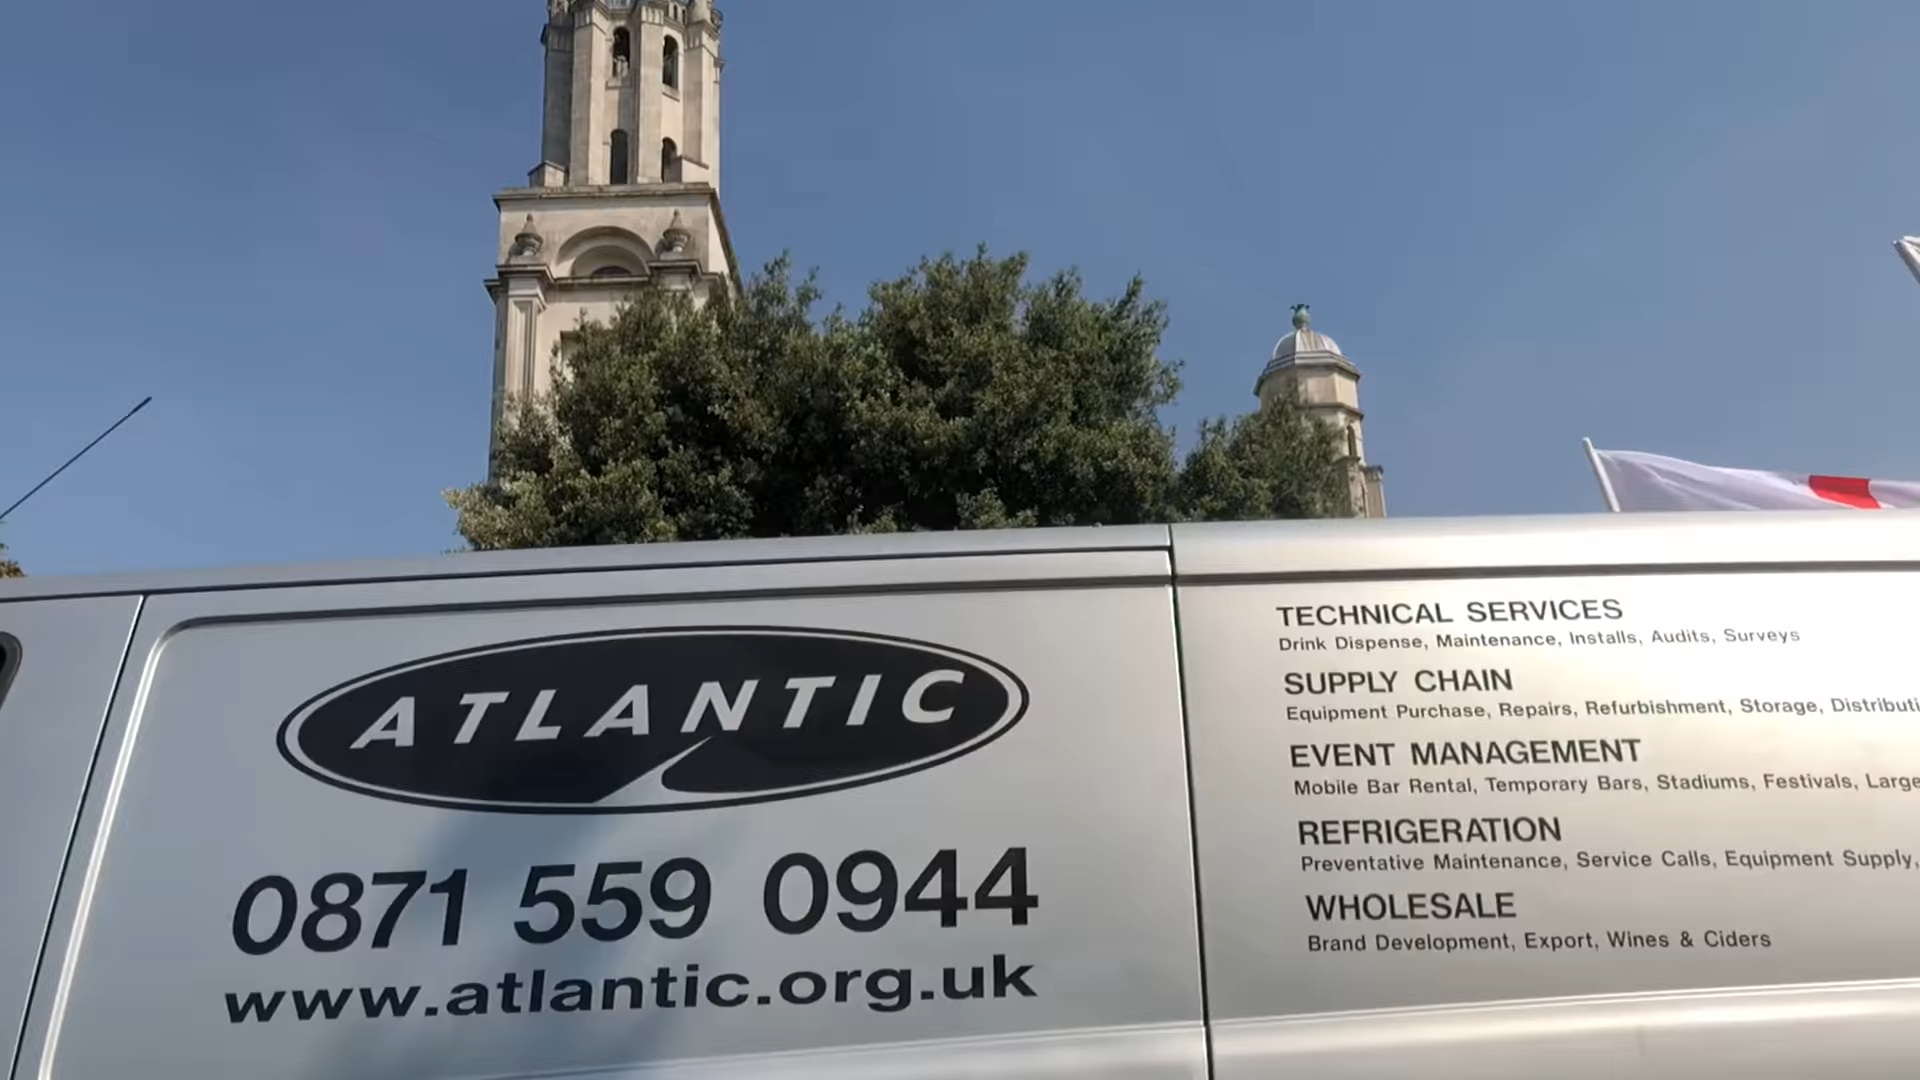 ATLANTIC
0871 559 0944
www.atlantic.org.uk
TECHNICAL SERVICES
Drink Dispense, Maintenance, Installs, Audits, Surveys
SUPPLY CHAIN
Equipment Purchase, Repairs, Refurbishment, Storage,
EVENT MANAGEMENT
Mobile Bar Rental, Temporary Bars, Stadiums, Festivals, Large
REFRIGERATION
Preventative Maintenance, Service Calls, Equipment Supply,
WHOLESALE
Brand Development, Export, Wines & Ciders